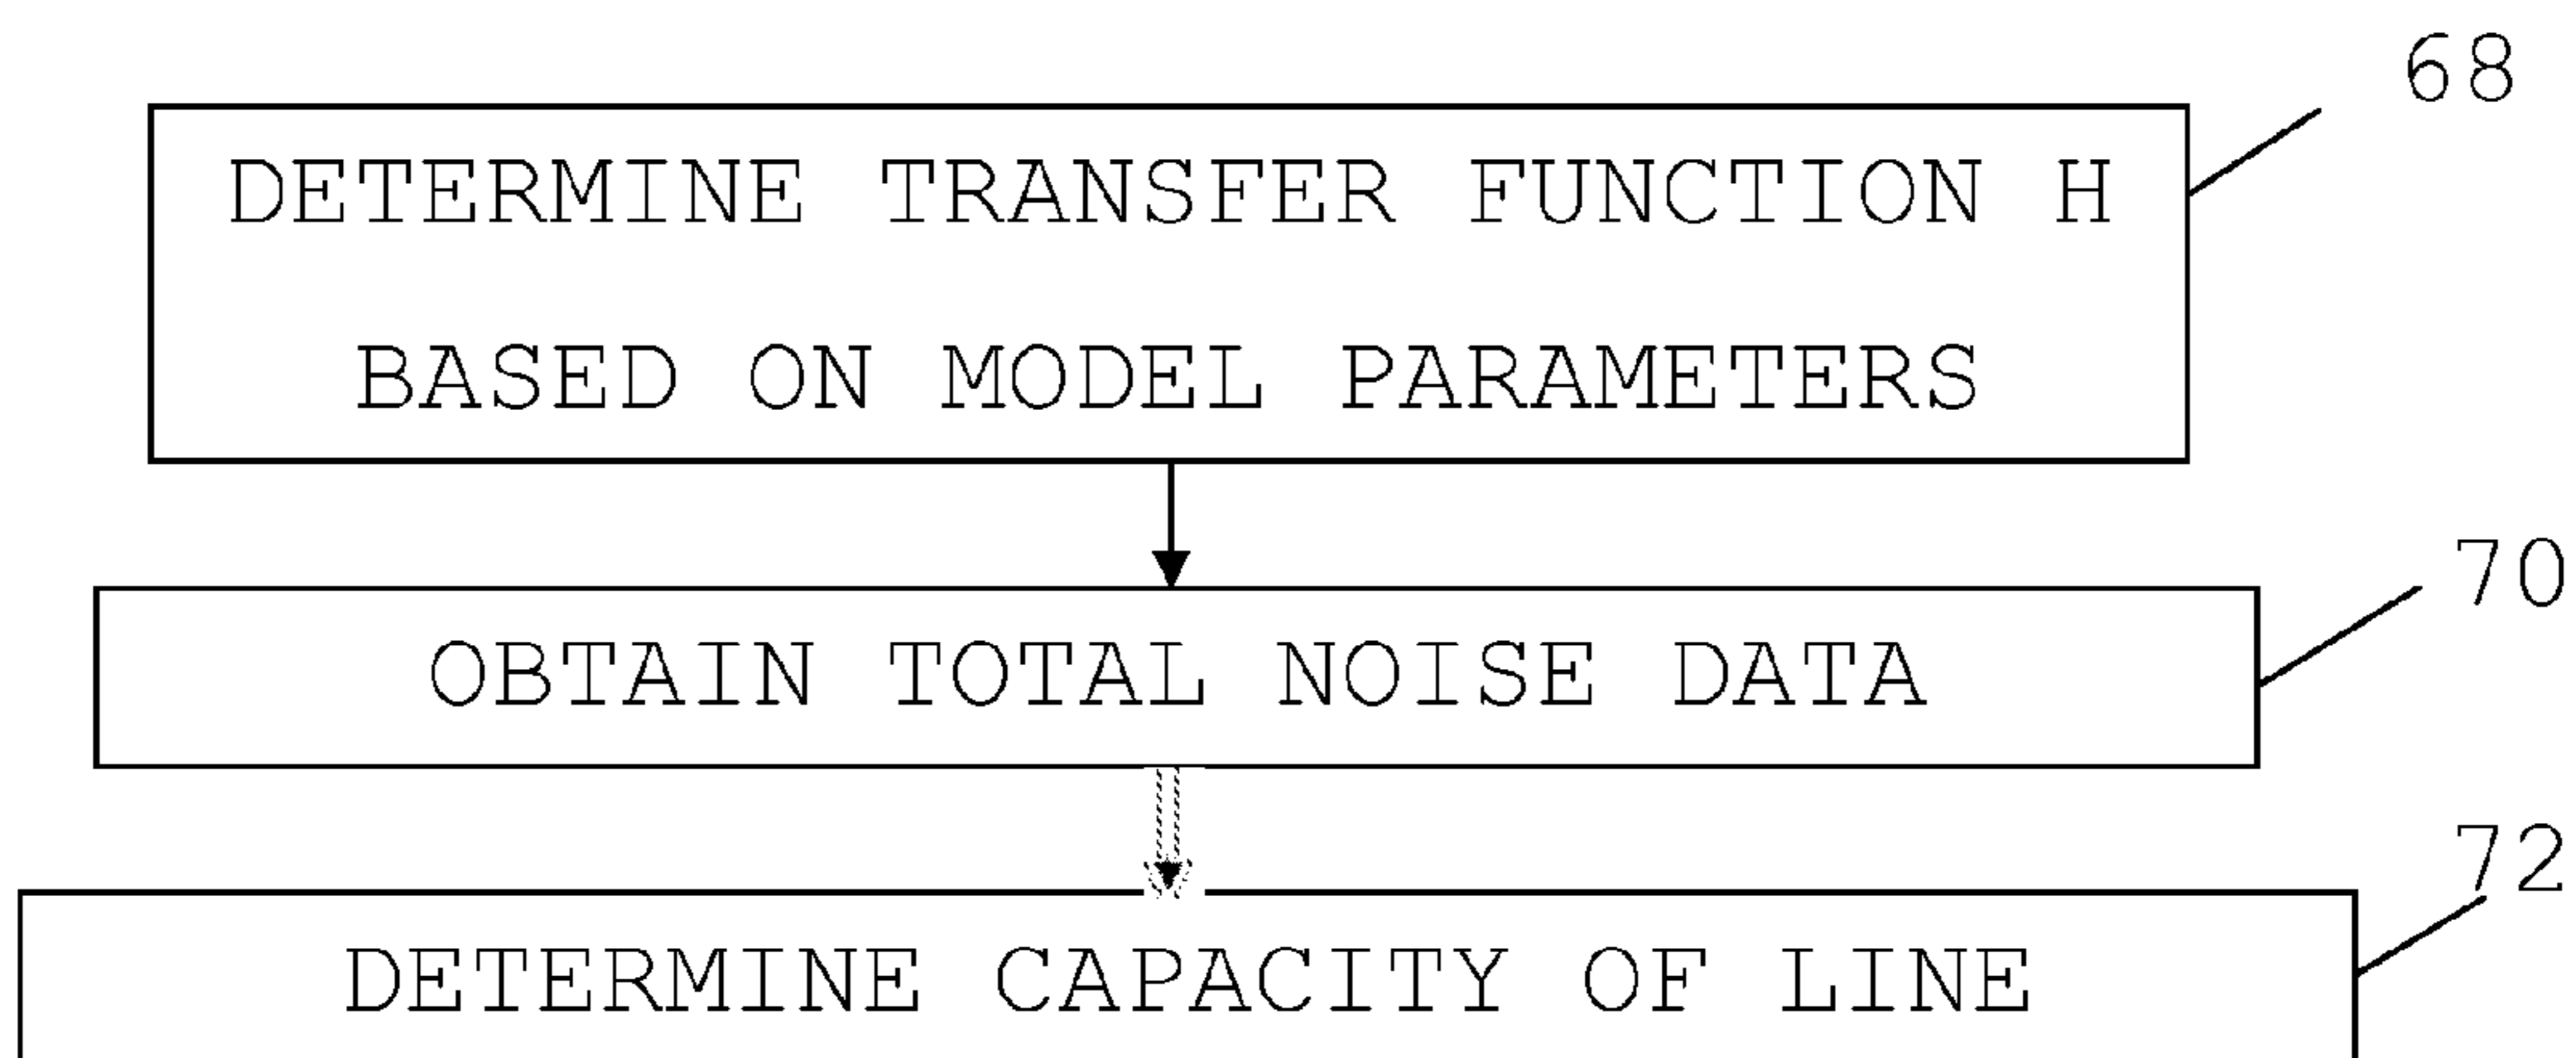 68
DETERMINE TRANSFER FUNCTION H
BASED ON MODEL PARAMETERS
70
OBTAIN TOTAL NOISE DATA
72
DETERMINE CAPACITY OF LINE